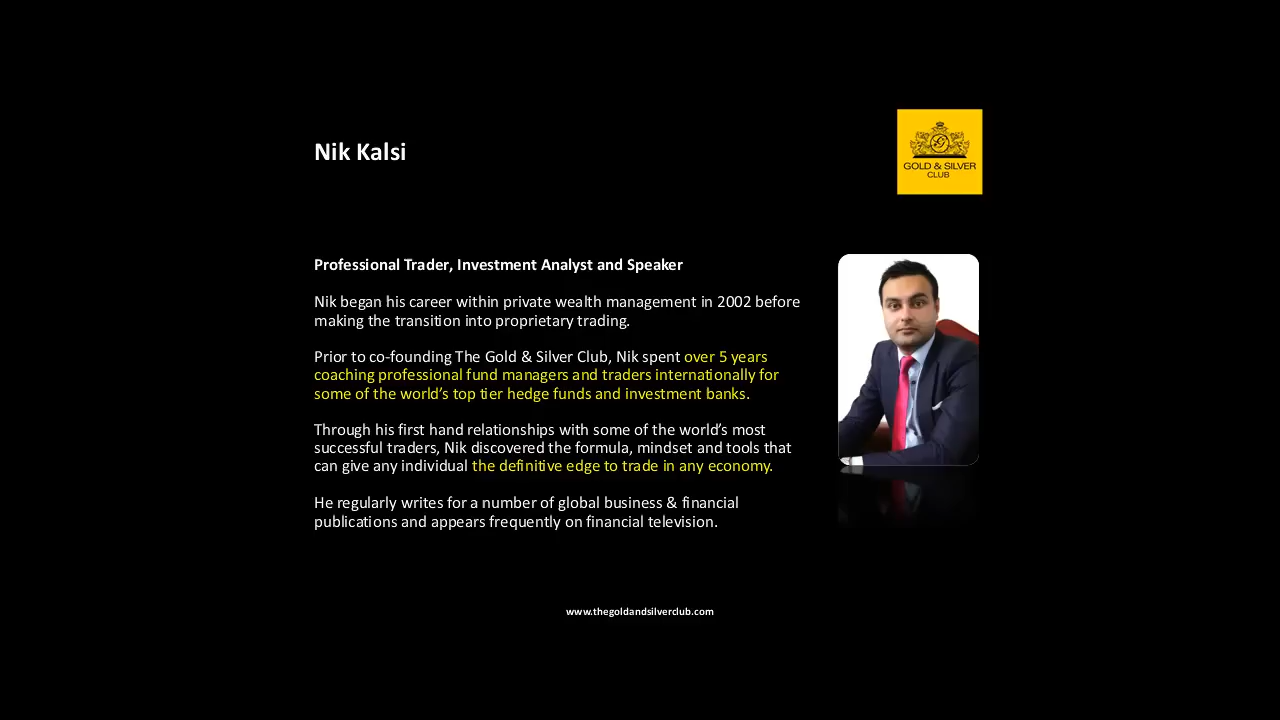 Nik Kalsi
GOLD & SILVER
CLUB
Professional Trader, Investment Analyst and Speaker
Nik began his career within private wealth management in 2002 before
making the transition into proprietary trading.
Prior to co-founding The Gold & Silver Club, Nik spent over 5 years
coaching professional fund managers and traders internationally for
some of the world’s top tier hedge funds and investment banks.
Through his first hand relationships with some of the world’s most
successful traders, Nik discovered the formula, mindset and tools that
can give any individual the definitive edge to trade in any economy.
He regularly writes for a number of global business & financial
publications and appears frequently on financial television.
www.thegoldandsilverclub.com